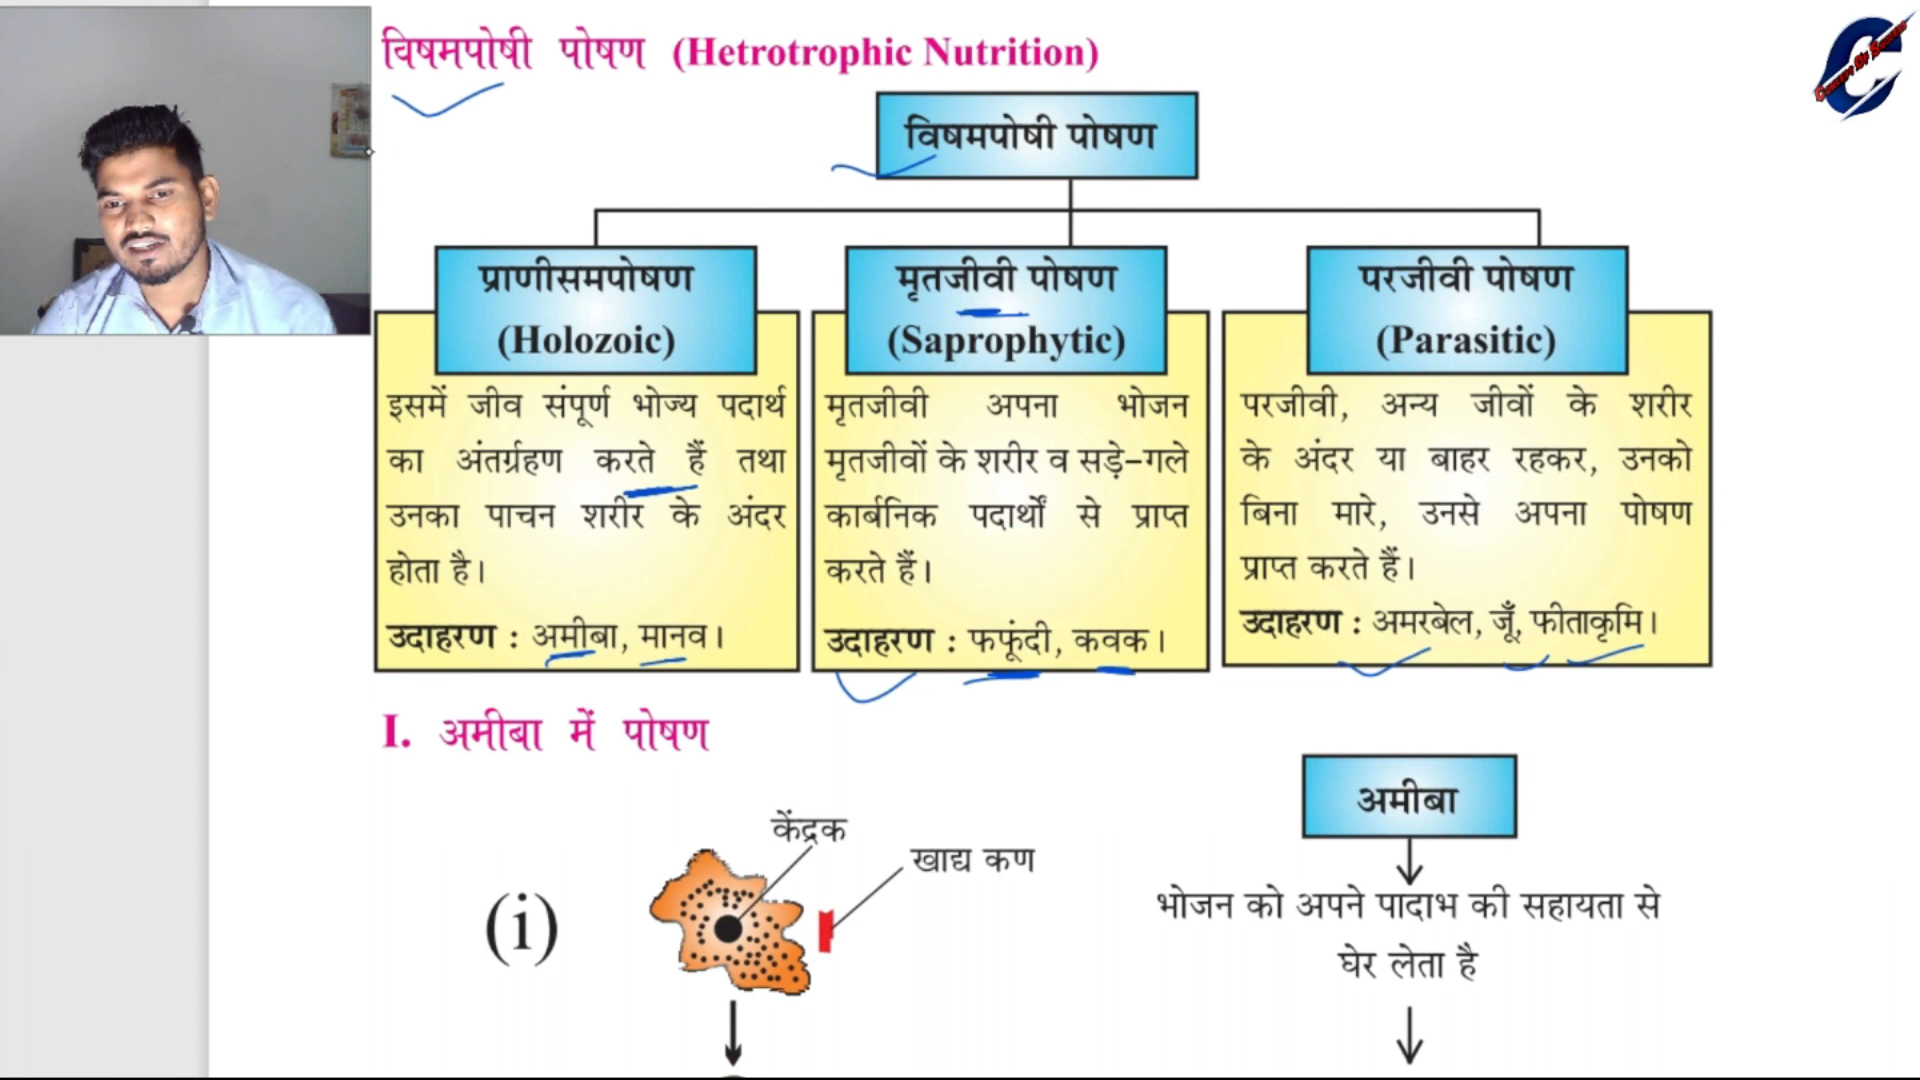 विषमपोषी पोषण (Hetrotrophic Nutrition)
विषमपोषी पोषण
प्राणीसमपोषण
(Holozoic)
इसमें जीव संपूर्ण भोज्य पदार्थ
का अंतर्ग्रहण करते हैं तथा
उनका पाचन शरीर के अंदर
होता है।
उदाहरण : अमीबा, मानव।
मृतजीवी पोषण
(Saprophytic)
मृतजीवी अपना भोजन
मृतजीवों के शरीर व सड़े-गले
कार्बनिक पदार्थों से प्राप्त
करते हैं।
उदाहरण : फफूंदी, कवक।
परजीवी पोषण
(Parasitic)
परजीवी, अन्य जीवों के शरीर
के अंदर या बाहर रहकर, उनको
बिना मारे, उनसे अपना पोषण
प्राप्त करते हैं।
उदाहरण : अमरबेल, जूँ, फीताकृमि।
I. अमीबा में पोषण
(i)
केंद्रक
खाद्य कण
अमीबा
भोजन को अपने पादाभ की सहायता से
घेर लेता है